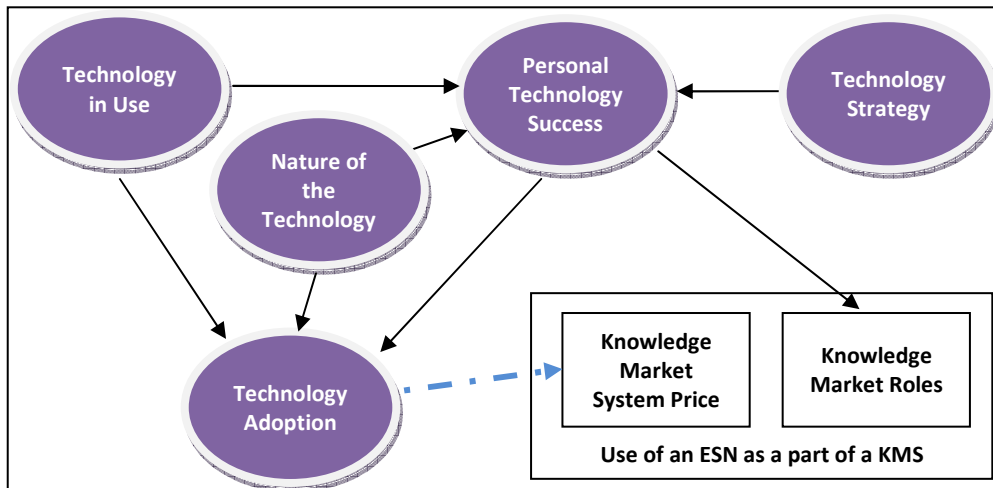 Technology
in Use
Personal
Technology
Success
Technology
Strategy
Nature of
the
Technology
Technology
Adoption
Knowledge
Market
System Price
Knowledge
Market Roles
Use of an ESN as a part of a KMS